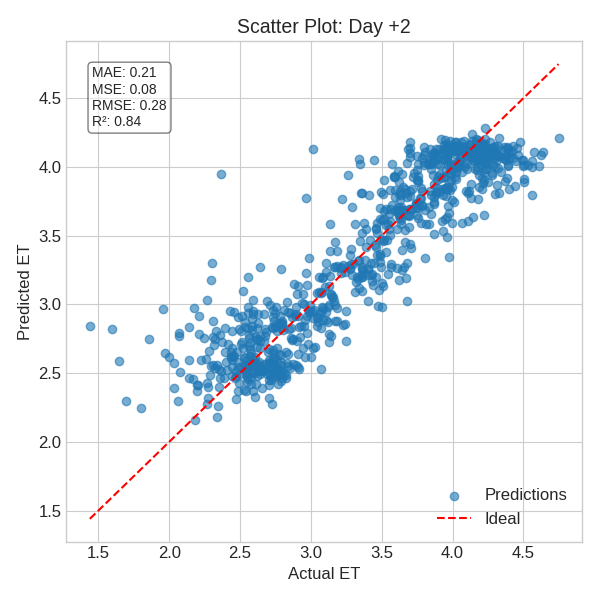 Scatter Plot: Day +2
MAE: 0.21
MSE: 0.08
RMSE: 0.28
R²: 0.84
Predicted ET
4.5
4.0
3.5
3.0
2.5
2.0
1.5
Predictions
Ideal
1.5 2.0 2.5 3.0 3.5 4.0 4.5
Actual ET